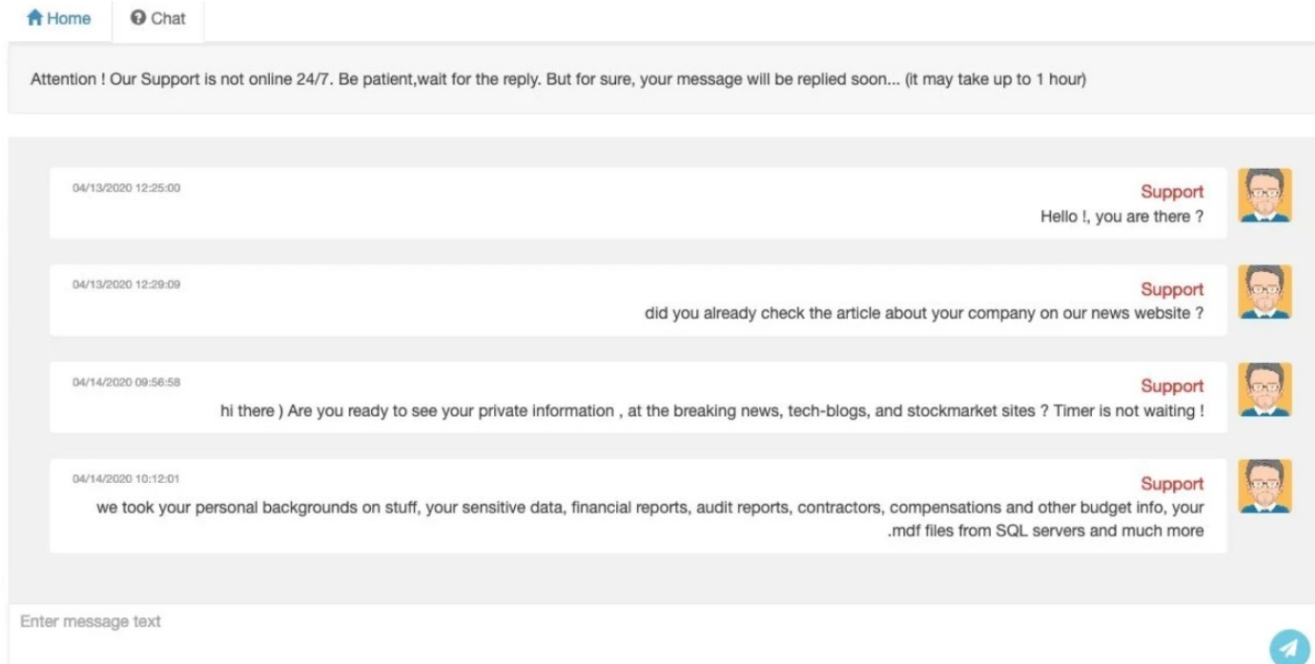 Home
Chat
Attention ! Our Support is not online 24/7. Be patient,wait for the reply. But for sure, your message will be replied soon... (it may take up to 1 hour)
04/13/2020 12:25:00
Support
Hello !, you are there ?
04/13/2020 12:29:09
Support
did you already check the article about your company on our news website ?
04/14/2020 09:56:58
Support
hi there ) Are you ready to see your private information , at the breaking news, tech-blogs, and stockmarket sites ? Timer is not waiting !
04/14/2020 10:12:01
Support
we took your personal backgrounds on stuff, your sensitive data, financial reports, audit reports, contractors, compensations and other budget info, your
.mdf files from SQL servers and much more
Enter message text